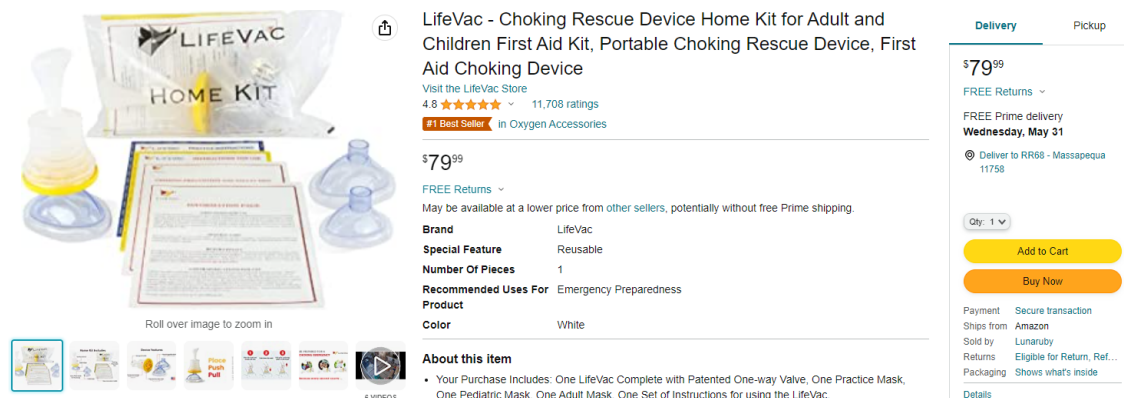 LIFEVAC
HOME KIT
INFORMATION PAGE
Roll over image to zoom in
Place
Push
Pull
6 VIDEOS
LifeVac - Choking Rescue Device Home Kit for Adult and
Children First Aid Kit, Portable Choking Rescue Device, First
Aid Choking Device
Visit the LifeVac Store
4.8 11,708 ratings
#1 Best Seller in Oxygen Accessories
$79.99
FREE Returns
May be available at a lower price from other sellers, potentially without free Prime shipping.
Brand LifeVac
Special Feature Reusable
Number Of Pieces 1
Recommended Uses For Emergency Preparedness
Product
Color White
About this item
• Your Purchase Includes: One LifeVac Complete with Patented One-way Valve, One Practice Mask,
One Pediatric Mask, One Adult Mask, One Set of Instructions for using the LifeVac
Delivery Pickup
$79.99
FREE Returns
FREE Prime delivery
Wednesday, May 31
Deliver to RR68 - Massapequa
11758
Qty: 1
Add to Cart
Buy Now
Payment Secure transaction
Ships from Amazon
Sold by Lunaruby
Returns Eligible for Return, Ref…
Packaging Shows what's inside
Details